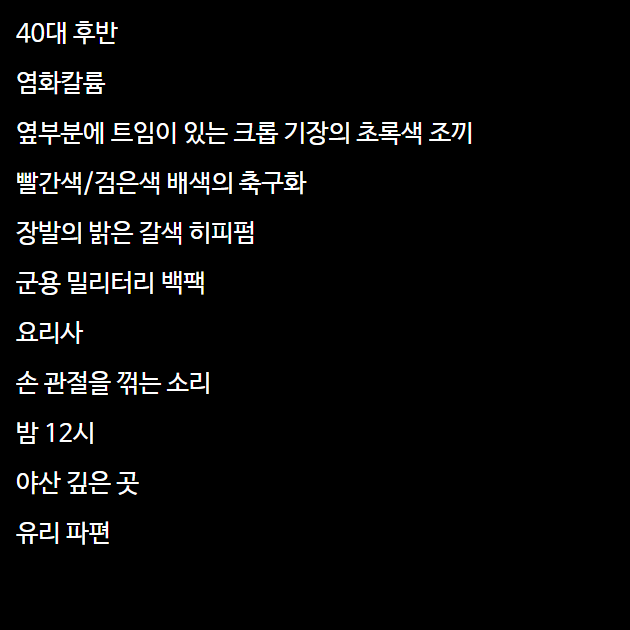 40대 후반
염화칼륨
옆부분에 트임이 있는 크롭 기장의 초록색 조끼
빨간색/검은색 배색의 축구화
장발의 밝은 갈색 히피펌
군용 밀리터리 백팩
요리사
손 관절을 꺾는 소리
밤 12시
야산 깊은 곳
유리 파편